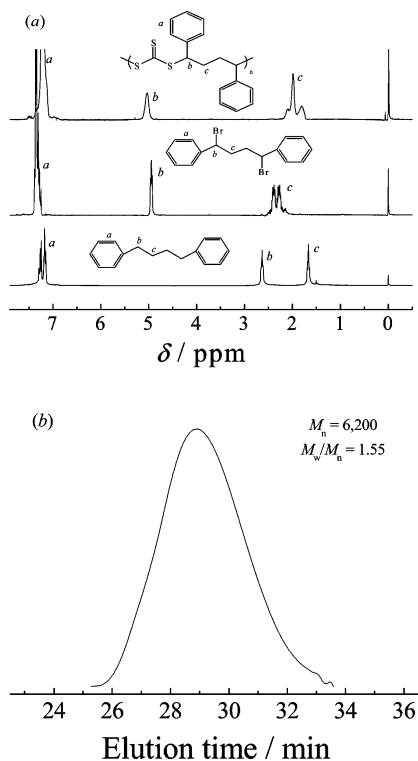 (a)
a
S
S
S
b
c
n
a
b
c
Br
a
b
c
Br
a
b
c
a
b
c
a
b
c
7
6
5
4
3
2
1
0
δ / ppm
(b)
Mn = 6,200
Mw/Mn = 1.55
24
26
28
30
32
34
36
Elution time / min